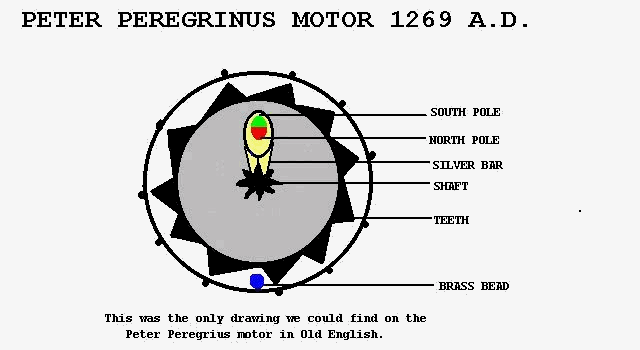 PETER PEREGRINUS MOTOR 1269 A.D.
SOUTH POLE
NORTH POLE
SILVER BAR
SHAFT
TEETH
BRASS BEAD
This was the only drawing we could find on the
Peter Peregrius motor in Old English.